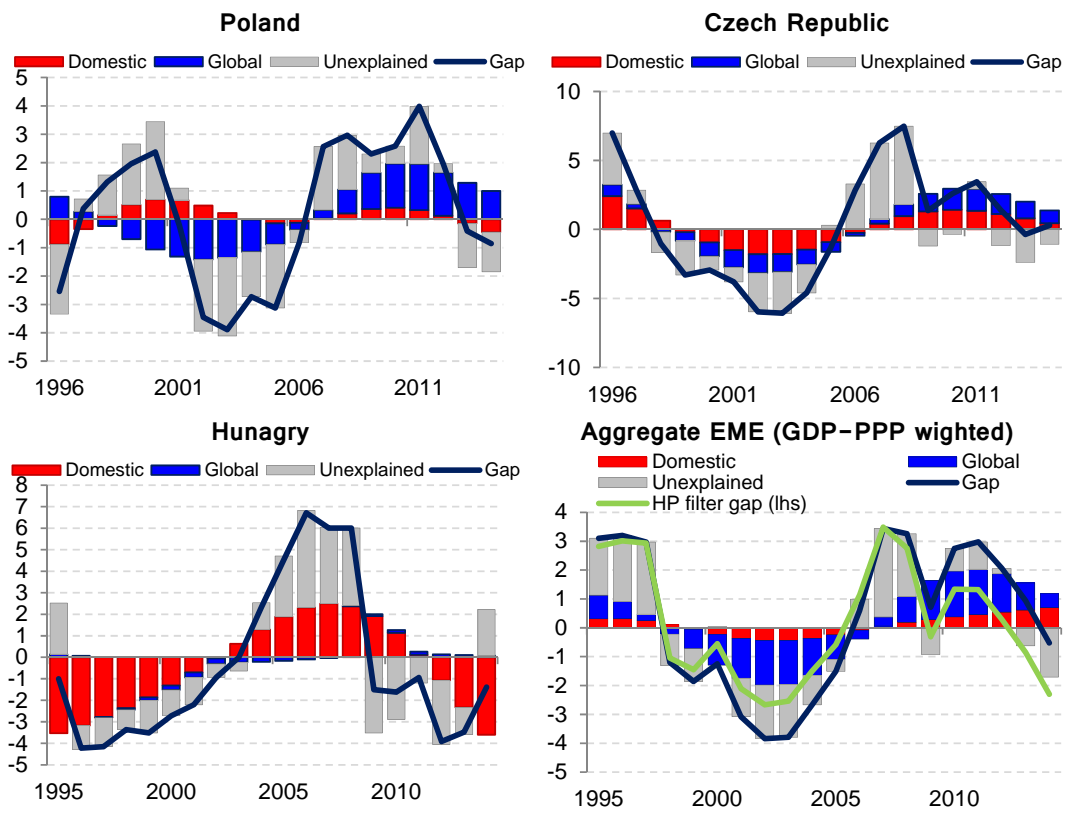 Poland
Domestic Global Unexplained Gap
5
4
3
2
1
0
-1
-2
-3
-4
-5
1996 2001 2006 2011
Czech Republic
Domestic Global Unexplained Gap
10
5
0
-5
-10
1996 2001 2006 2011
Hunagry
Domestic Global Unexplained Gap
8
7
6
5
4
3
2
1
0
-1
-2
-3
-4
-5
1995 2000 2005 2010
Aggregate EME (GDP-PPP wighted)
Domestic Global
Unexplained Gap
HP filter gap (lhs)
4
3
2
1
0
-1
-2
-3
-4
-5
1995 2000 2005 2010